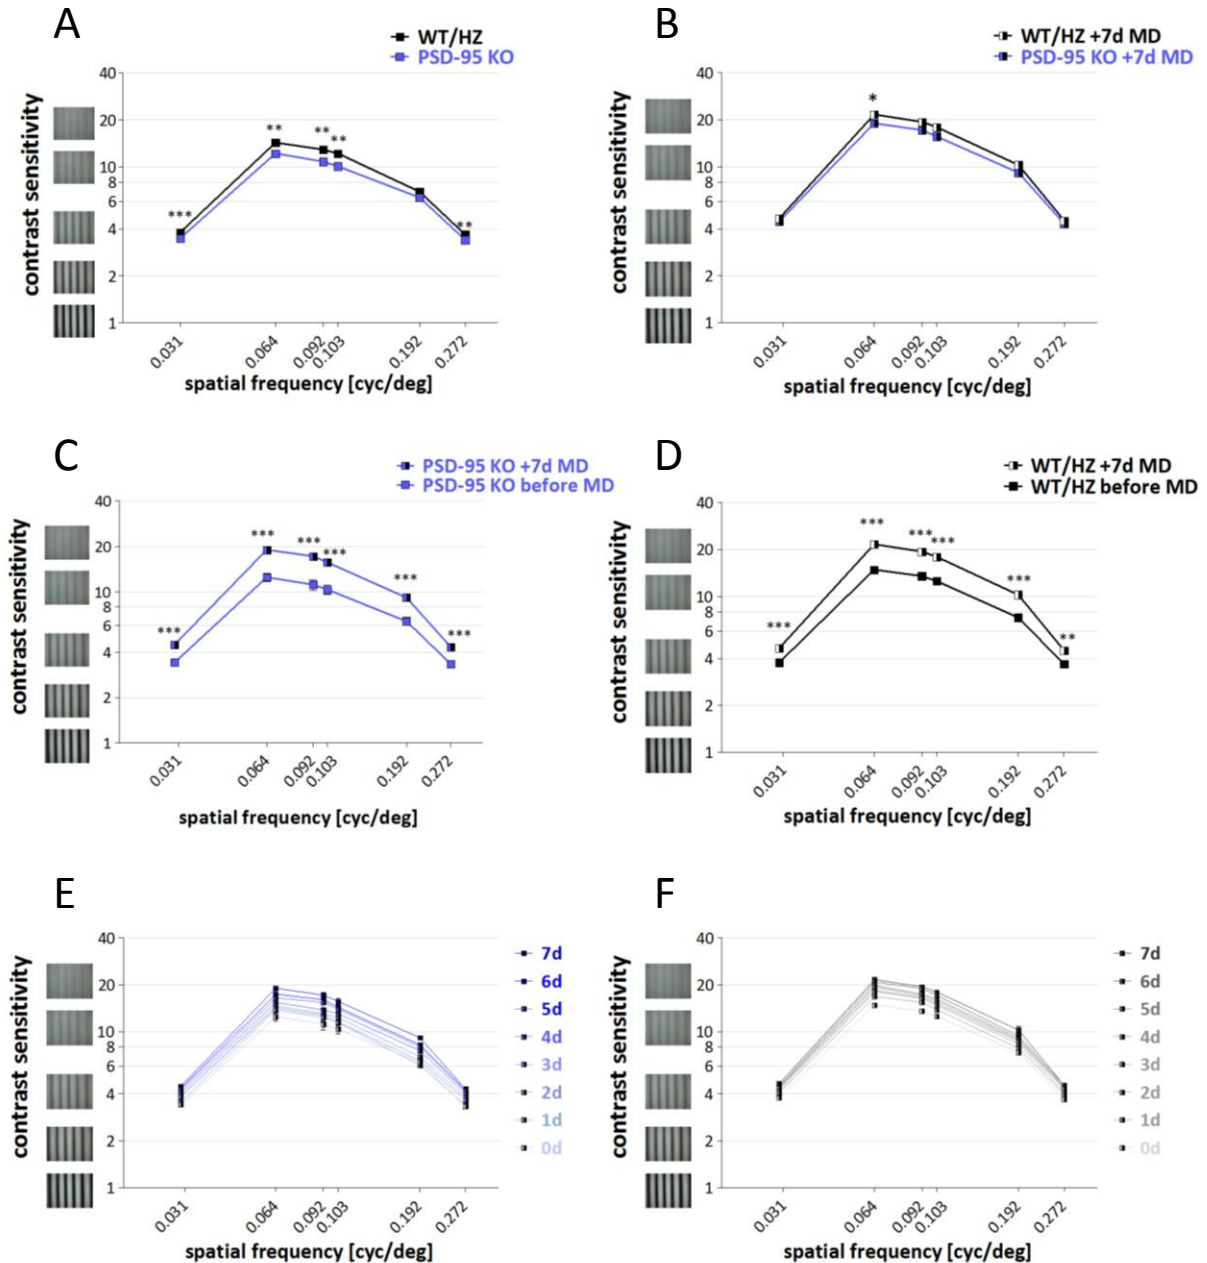 A
WT/HZ
PSD-95 KO
contrast sensitivity
40
20
10
8
6
4
2
1
***
**
**
**
**
0.031
0.064
0.092
0.103
0.192
0.272
spatial frequency [cyc/deg]
B
WT/HZ +7d MD
PSD-95 KO +7d MD
contrast sensitivity
40
20
10
8
6
4
2
1
*
0.031
0.064
0.092
0.103
0.192
0.272
spatial frequency [cyc/deg]
C
PSD-95 KO +7d MD
PSD-95 KO before MD
contrast sensitivity
40
20
10
8
6
4
2
1
***
***
***
***
***
***
0.031
0.064
0.092
0.103
0.192
0.272
spatial frequency [cyc/deg]
D
WT/HZ +7d MD
WT/HZ before MD
contrast sensitivity
40
20
10
8
6
4
2
1
***
***
***
***
***
**
0.031
0.064
0.092
0.103
0.192
0.272
spatial frequency [cyc/deg]
E
contrast sensitivity
40
20
10
8
6
4
2
1
7d
6d
5d
4d
3d
2d
1d
0d
0.031
0.064
0.092
0.103
0.192
0.272
spatial frequency [cyc/deg]
F
contrast sensitivity
40
20
10
8
6
4
2
1
7d
6d
5d
4d
3d
2d
1d
0d
0.031
0.064
0.092
0.103
0.192
0.272
spatial frequency [cyc/deg]